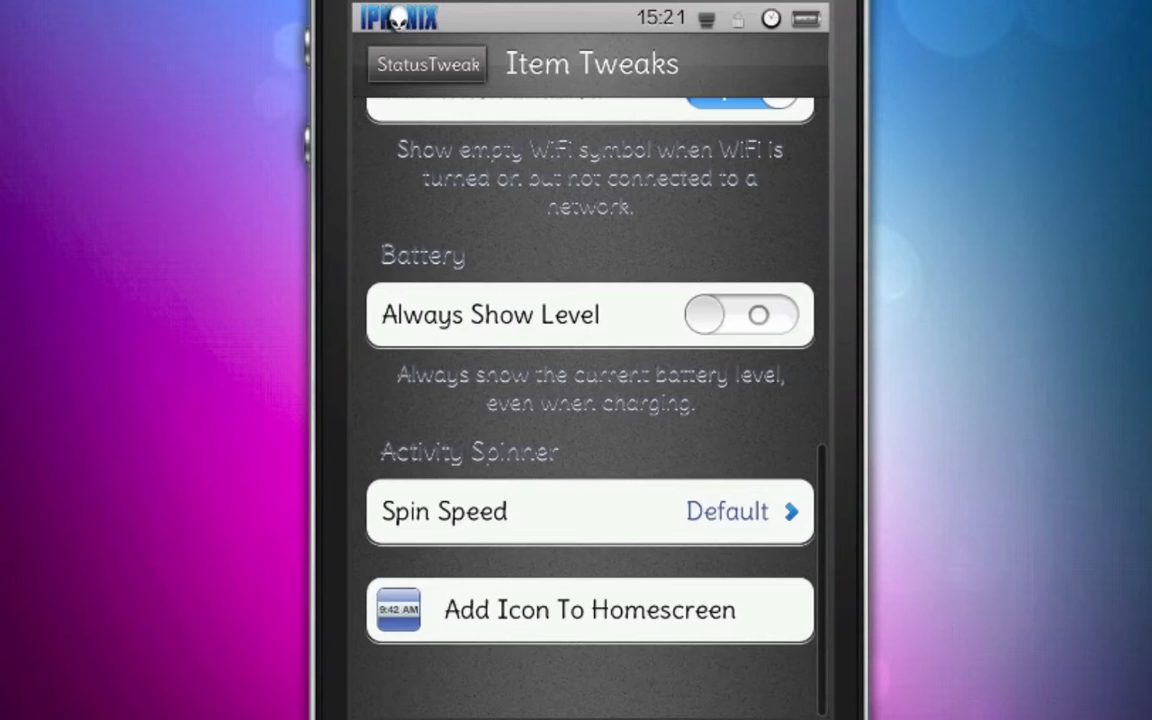 IPHONIX
15:21
StatusTweak
Item Tweaks
Show empty WiFi symbol when WiFi is
turned on but not connected to a
network.
Battery
Always Show Level
Always show the current battery level,
even when charging.
Activity Spinner
Spin Speed
Default
9:42 AM
Add Icon To Homescreen